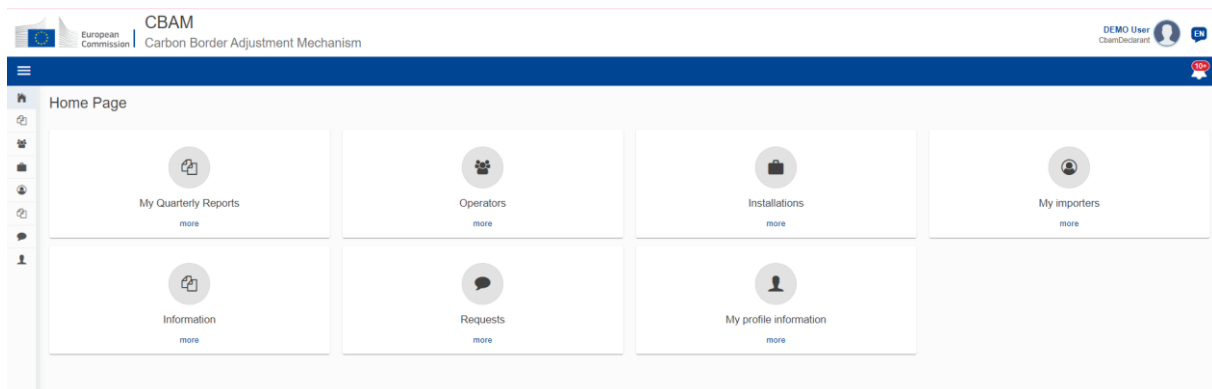 CBAM
European
Commission
Carbon Border Adjustment Mechanism
DEMO User
CbamDeclarant
EN
10+
Home Page
My Quarterly Reports
more
Operators
more
Installations
more
My importers
more
Information
more
Requests
more
My profile information
more